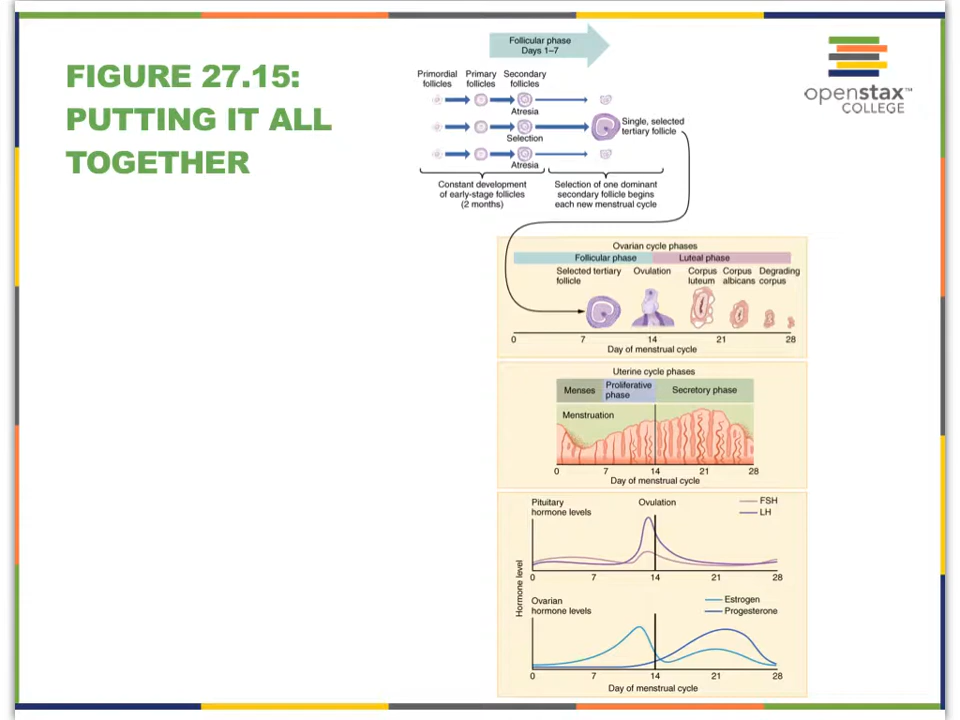 FIGURE 27.15:
PUTTING IT ALL
TOGETHER
openstax™
COLLEGE
Follicular phase
Days 1–7
Primordial
follicles
Primary
follicles
Secondary
follicles
Atresia
Selection
Atresia
Single, selected
tertiary follicle
Constant development
of early-stage follicles
(2 months)
Selection of one dominant
secondary follicle begins
each new menstrual cycle
Ovarian cycle phases
Follicular phase
Luteal phase
Selected tertiary
follicle
Ovulation
Corpus
luteum
Corpus
albicans
Degrading
corpus
0 7 14 21 28
Day of menstrual cycle
Uterine cycle phases
Menses
Proliferative
phase
Secretory phase
Menstruation
0 7 14 21 28
Day of menstrual cycle
Pituitary
hormone levels
Ovulation
FSH
LH
0 7 14 21 28
Hormone level
Ovarian
hormone levels
Estrogen
Progesterone
0 7 14 21 28
Day of menstrual cycle